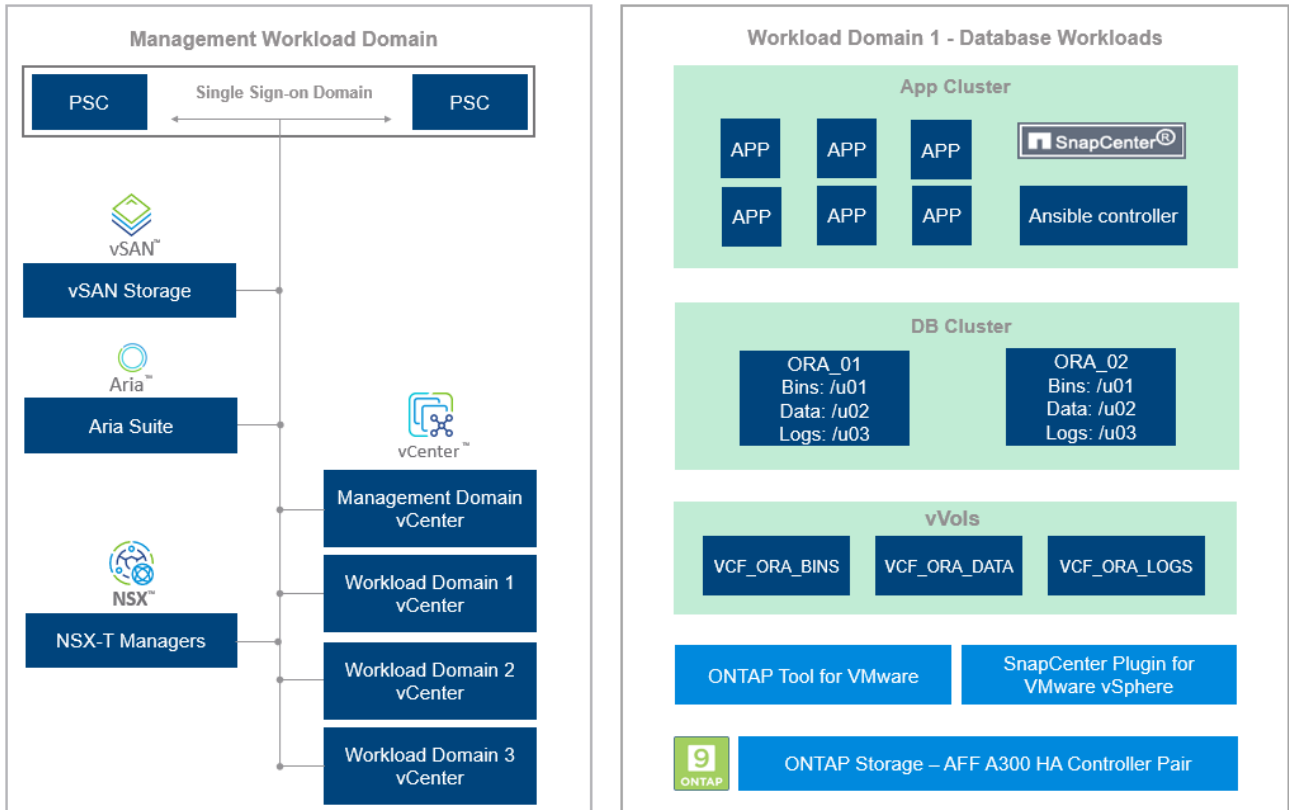 Management Workload Domain
PSC
Single Sign-on Domain
PSC
vSAN™
vSAN Storage
Aria™
Aria Suite
vCenter™
Management Domain
vCenter
Workload Domain 1
vCenter
NSX™
NSX-T Managers
Workload Domain 2
vCenter
Workload Domain 3
vCenter
Workload Domain 1 - Database Workloads
App Cluster
APP
APP
APP
SnapCenter®
APP
APP
APP
Ansible controller
DB Cluster
ORA_01
Bins: /u01
Data: /u02
Logs: /u03
ORA_02
Bins: /u01
Data: /u02
Logs: /u03
vVols
VCF_ORA_BINS
VCF_ORA_DATA
VCF_ORA_LOGS
ONTAP Tool for VMware
SnapCenter Plugin for
VMware vSphere
9
ONTAP
ONTAP Storage – AFF A300 HA Controller Pair